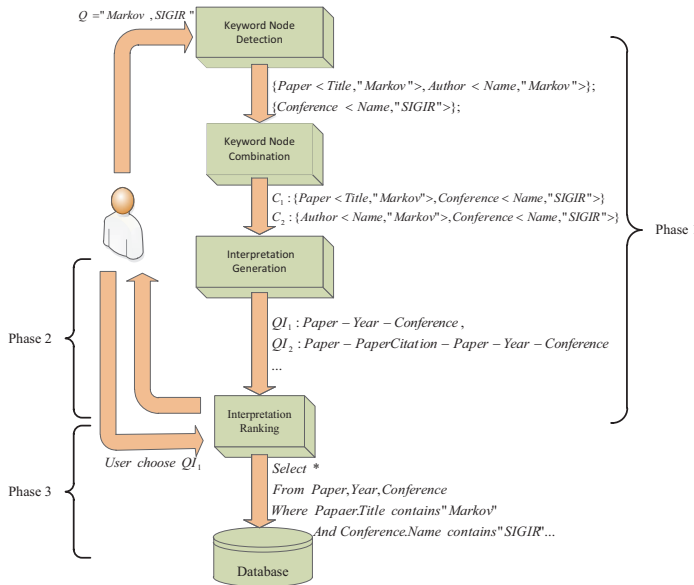 Q ="Markov ,SIGIR"
Keyword Node
Detection
{Paper < Title,"Markov">, Author < Name,"Markov">};
{Conference < Name,"SIGIR">};
Keyword Node
Combination
C₁ :{Paper < Title,"Markov">,Conference < Name,"SIGIR">}
C₂ :{Author < Name,"Markov">,Conference < Name,"SIGIR">}
Phase
Interpretation
Generation
QI₁ : Paper − Year − Conference ,
QI₂ : Paper − PaperCitation − Paper − Year − Conference
...
Phase 2
Interpretation
Ranking
User choose QI₁
Select *
From Paper,Year,Conference
Where Papaer.Title contains"Markov"
And Conference.Name contains"SIGIR"...
Phase 3
Database